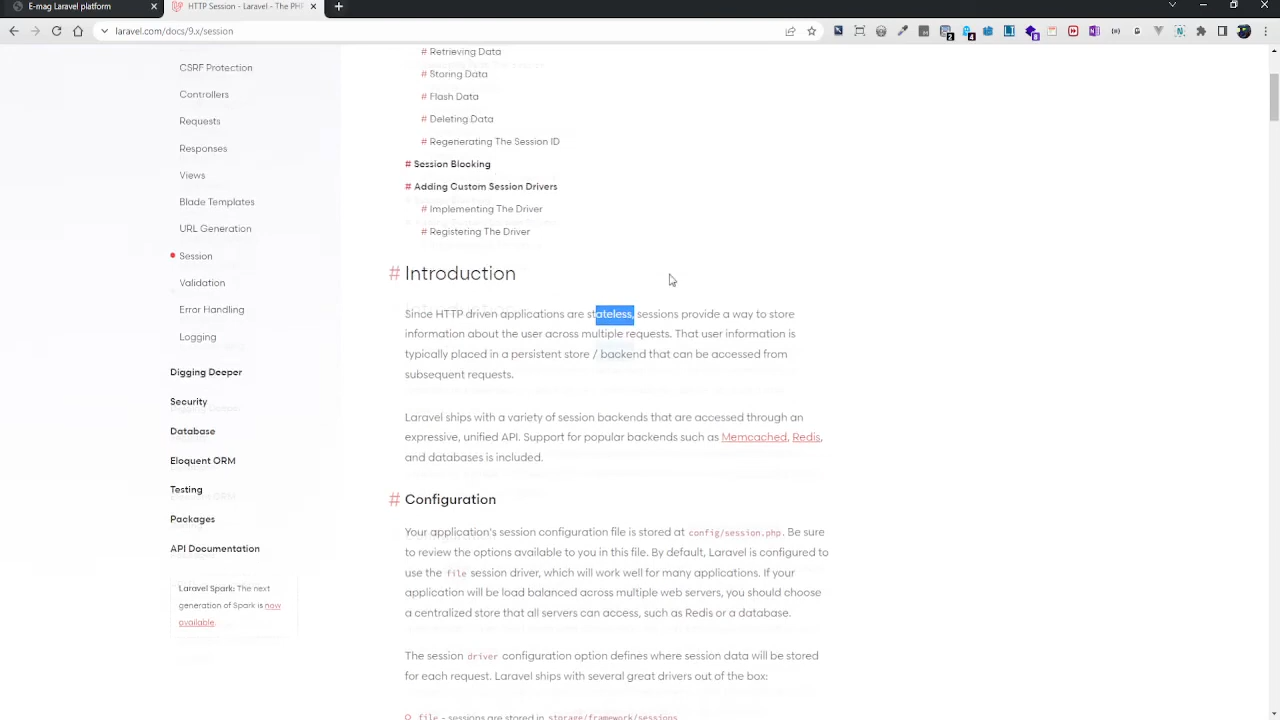 E-mag Laravel platform
HTTP Session - Laravel - The PHP
laravel.com/docs/9.x/session
CSRF Protection
Controllers
Requests
Responses
Views
Blade Templates
URL Generation
Session
Validation
Error Handling
Logging
Digging Deeper
Security
Database
Eloquent ORM
Testing
Packages
API Documentation
Laravel Spark: The next
generation of Spark is now
available.
# Retrieving Data
# Storing Data
# Flash Data
# Deleting Data
# Regenerating The Session ID
# Session Blocking
# Adding Custom Session Drivers
# Implementing The Driver
# Registering The Driver
# Introduction
Since HTTP driven applications are stateless, sessions provide a way to store
information about the user across multiple requests. That user information is
typically placed in a persistent store / backend that can be accessed from
subsequent requests.
Laravel ships with a variety of session backends that are accessed through an
expressive, unified API. Support for popular backends such as Memcached, Redis,
and databases is included.
# Configuration
Your application's session configuration file is stored at config/session.php. Be sure
to review the options available to you in this file. By default, Laravel is configured to
use the file session driver, which will work well for many applications. If your
application will be load balanced across multiple web servers, you should choose
a centralized store that all servers can access, such as Redis or a database.
The session driver configuration option defines where session data will be stored
for each request. Laravel ships with several great drivers out of the box:
file - sessions are stored in storage/framework/sessions